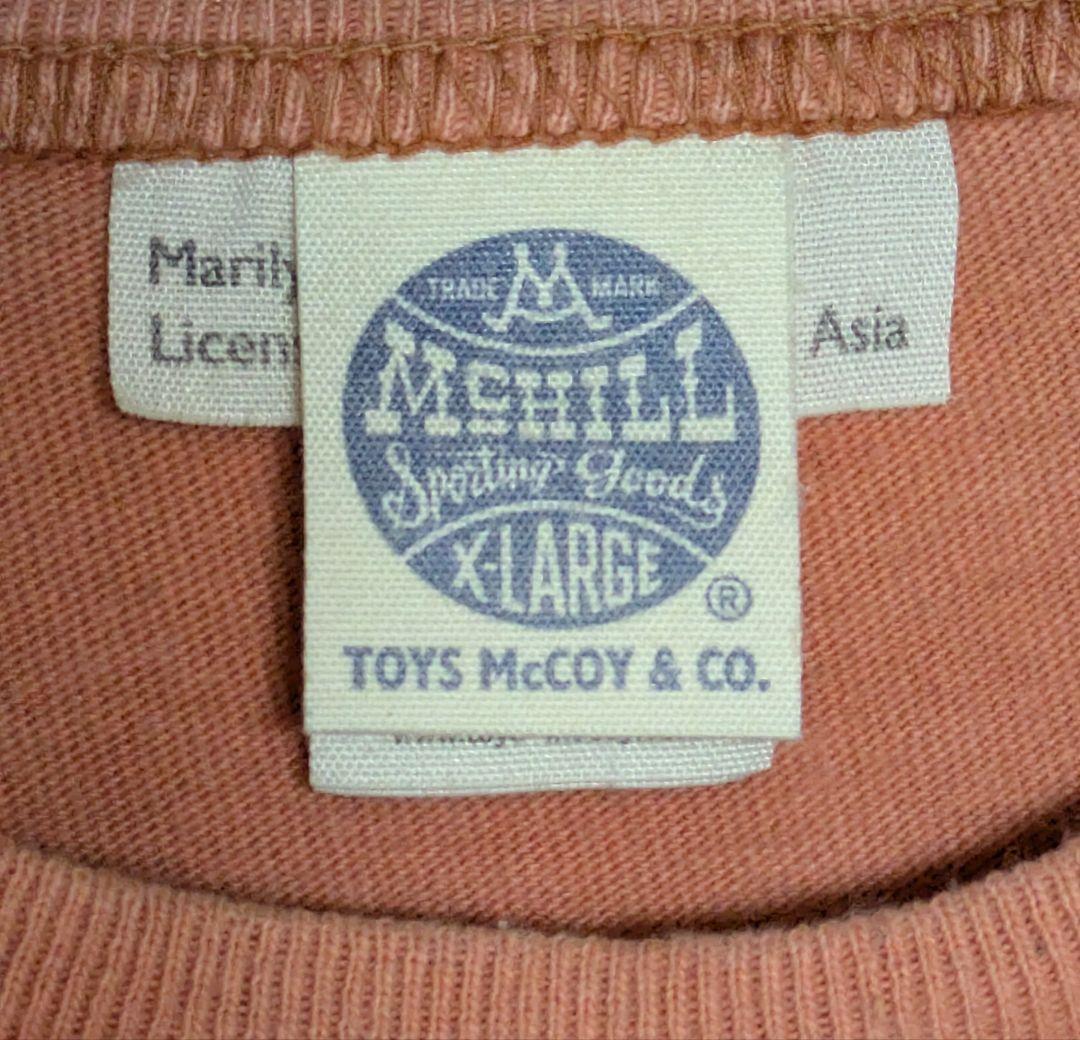 TRADE M MARK
McHILL
Sporting Goods
X-LARGE
®
TOYS McCOY & CO.
Marily
Licen
Asia